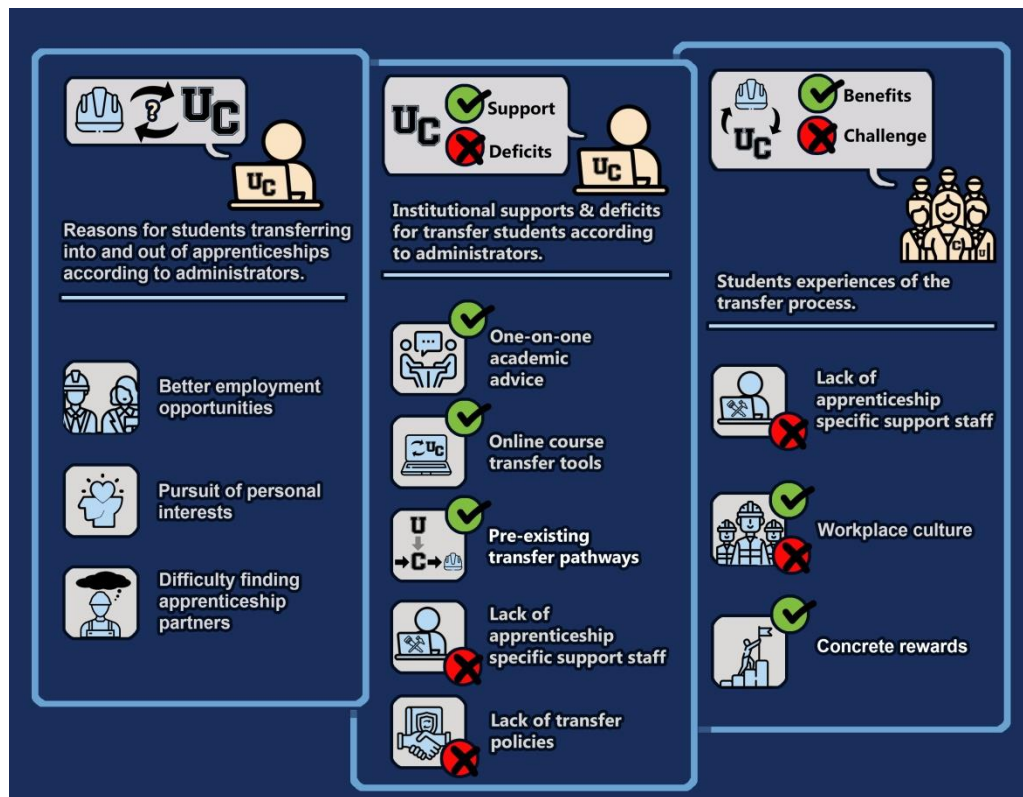 ?
UC
UC
Reasons for students transferring
into and out of apprenticeships
according to administrators.
Better employment
opportunities
Pursuit of personal
interests
Difficulty finding
apprenticeship
partners
UC
Support
Deficits
UC
Institutional supports & deficits
for transfer students according
to administrators.
One-on-one
academic
advice
UC
Online course
transfer tools
U
C
Pre-existing
transfer pathways
Lack of
apprenticeship
specific support staff
Lack of transfer
policies
UC
Benefits
Challenge
C
U
Students experiences of the
transfer process.
Lack of
apprenticeship
specific support staff
Workplace culture
Concrete rewards